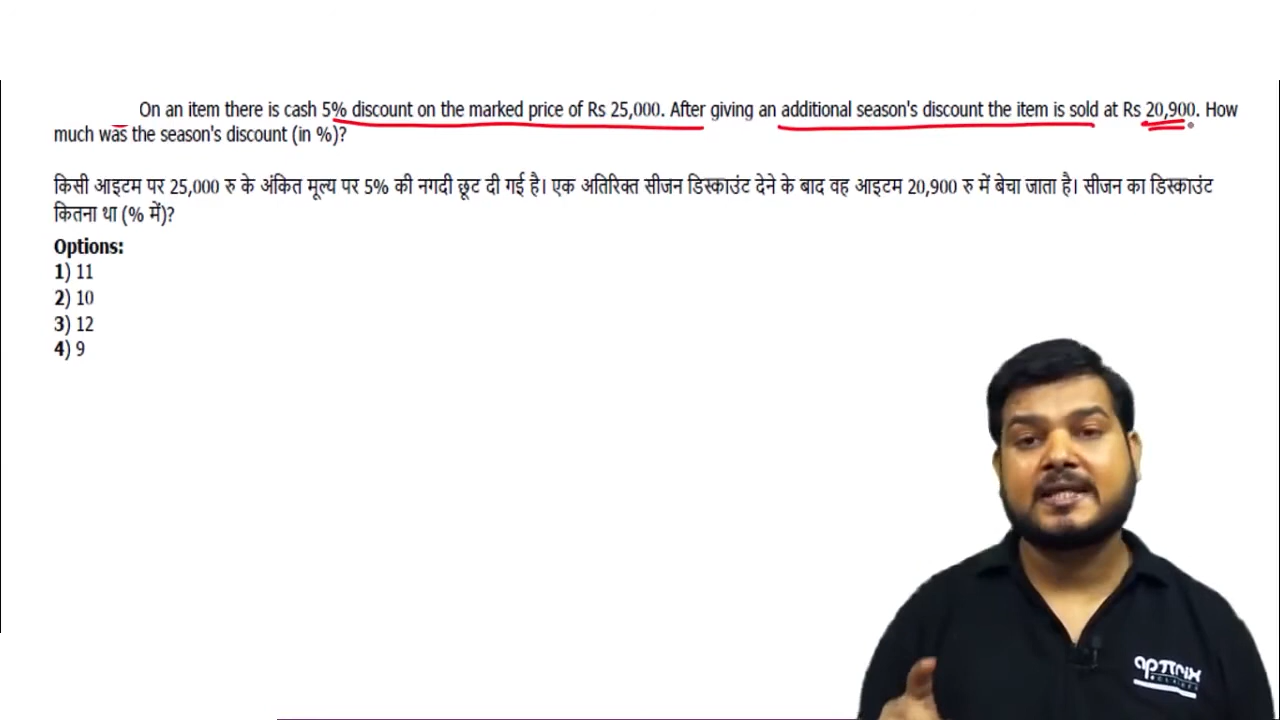 On an item there is cash 5% discount on the marked price of Rs 25,000. After giving an additional season's discount the item is sold at Rs 20,900. How
much was the season's discount (in %)?
किसी आइटम पर 25,000 रु के अंकित मूल्य पर 5% की नगदी छूट दी गई है। एक अतिरिक्त सीजन डिस्काउंट देने के बाद वह आइटम 20,900 रु में बेचा जाता है। सीजन का डिस्काउंट
कितना था (% में)?
Options:
1) 11
2) 10
3) 12
4) 9